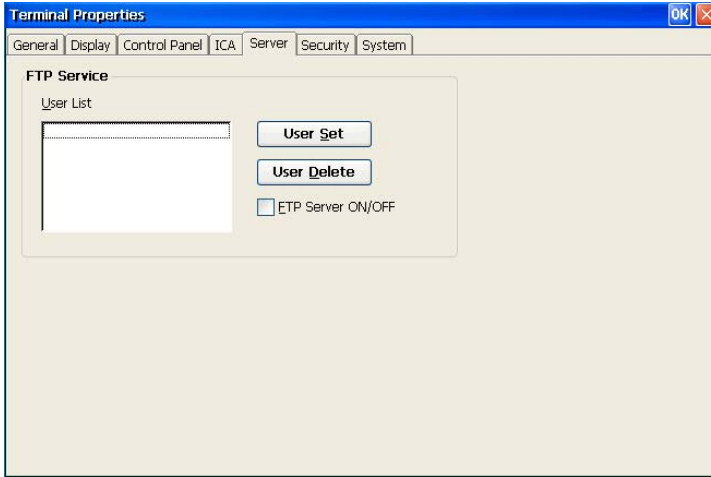 Terminal Properties OK
General Display Control Panel ICA Server Security System
FTP Service
User List
User Set
User Delete
FTP Server ON/OFF